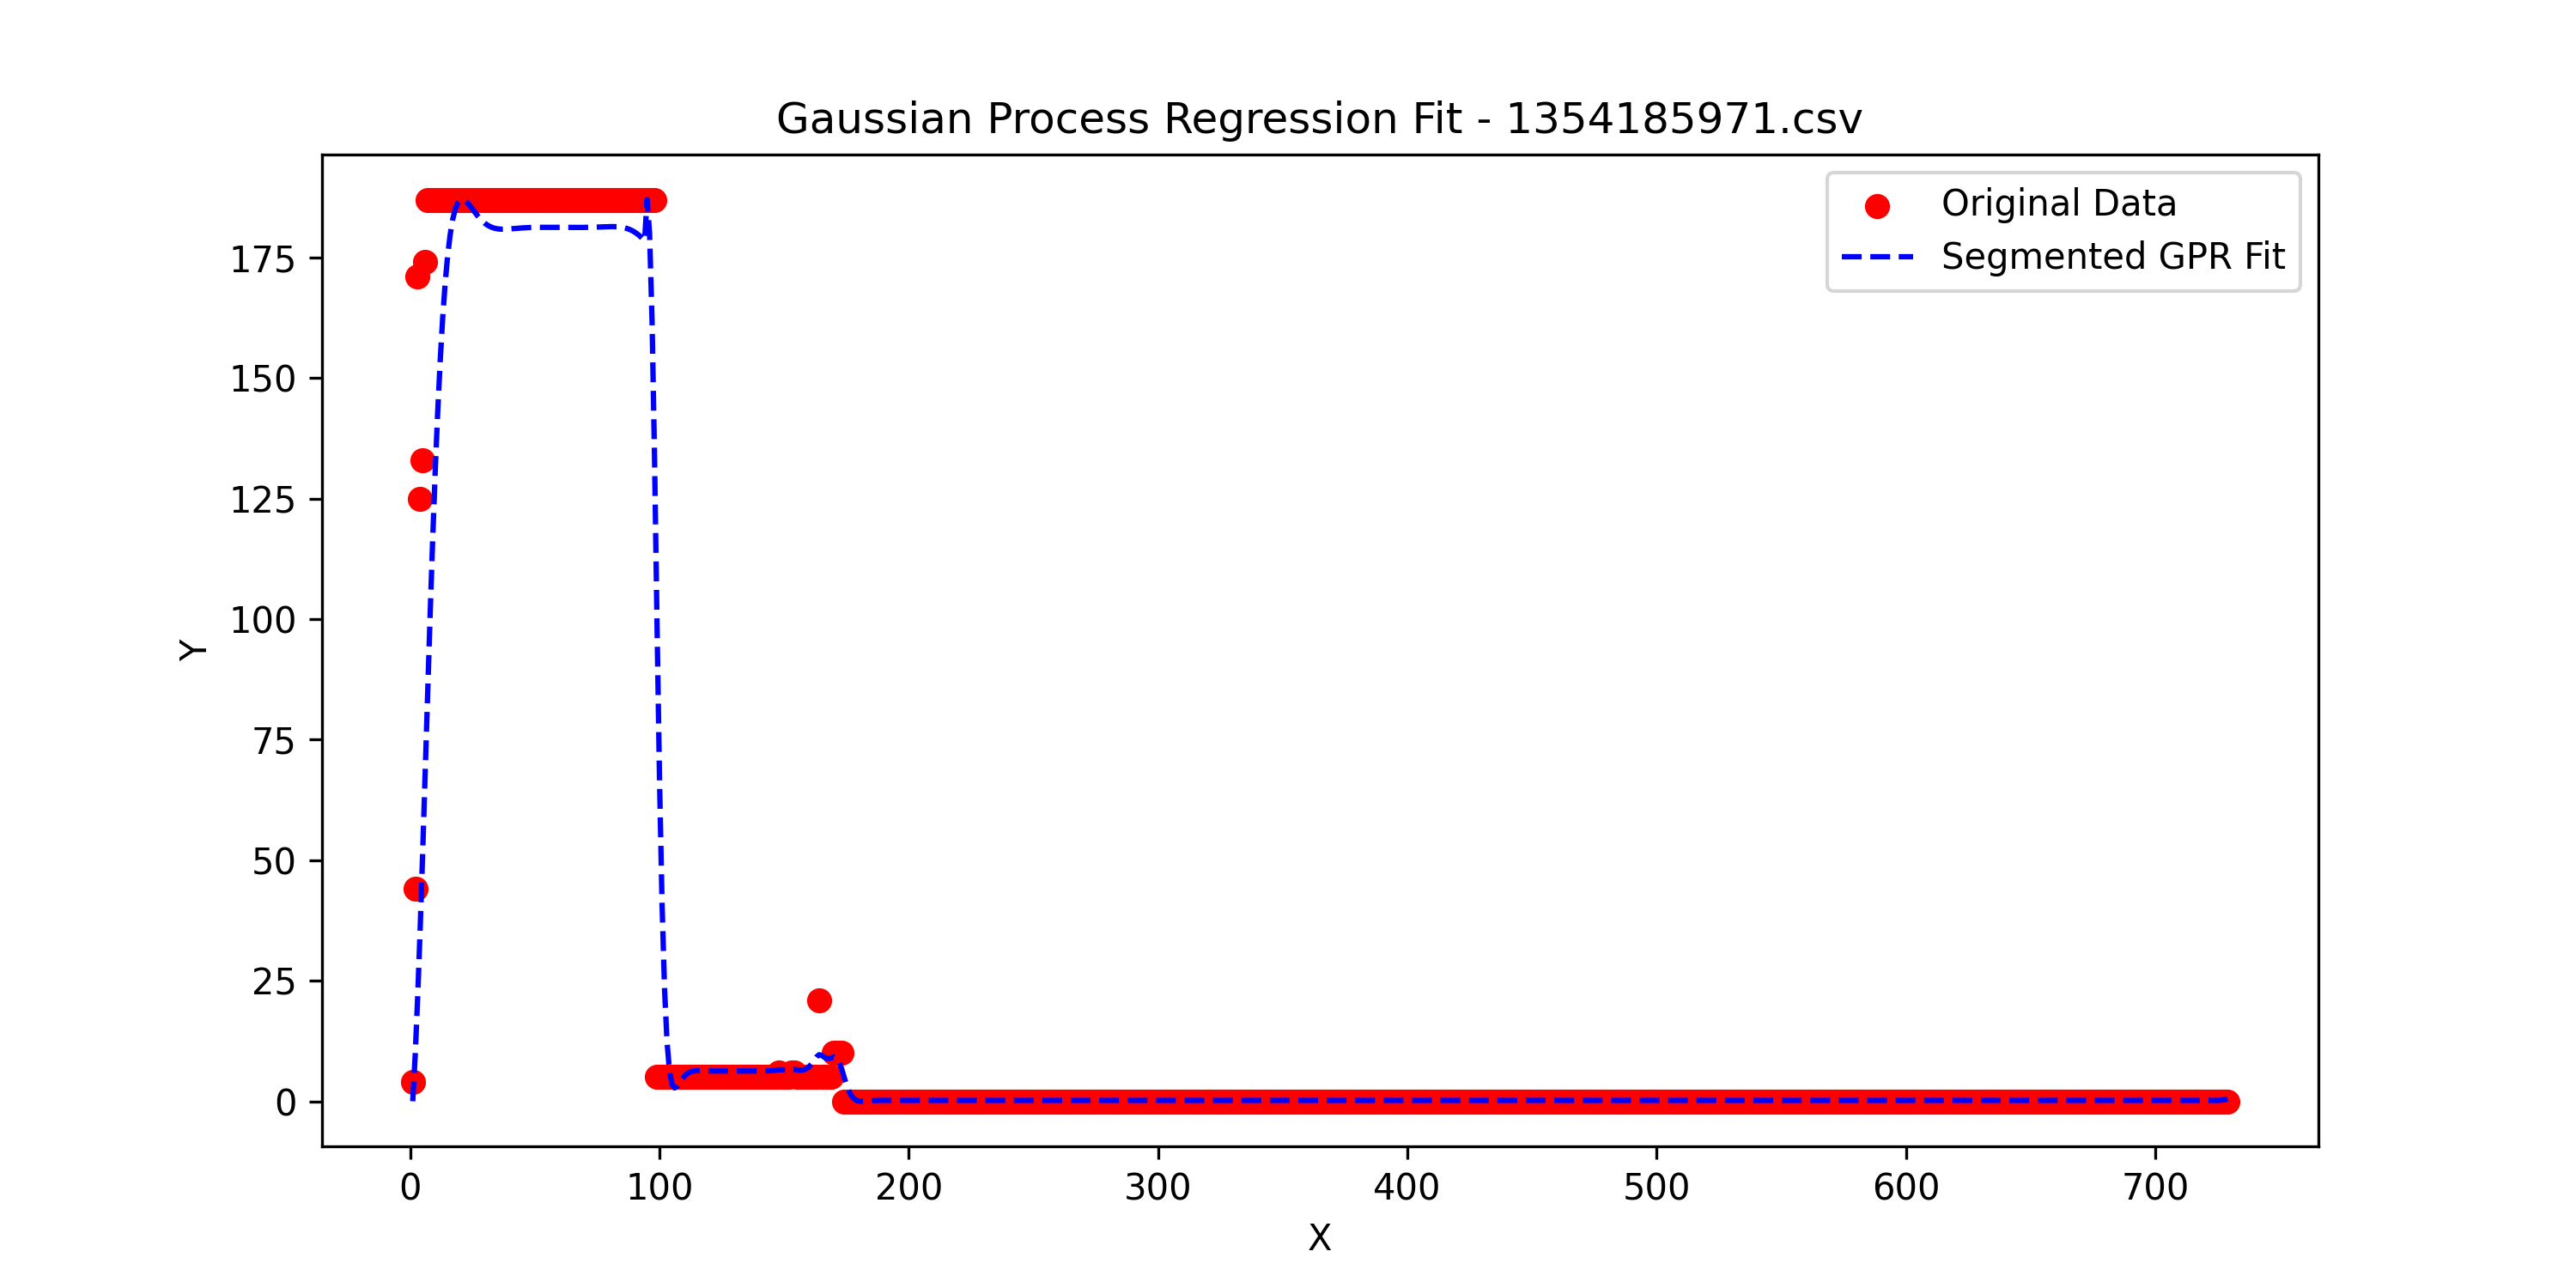 Gaussian Process Regression Fit - 1354185971.csv
Original Data
Segmented GPR Fit
175
150
125
100
75
50
25
0
Y
0 100 200 300 400 500 600 700
X